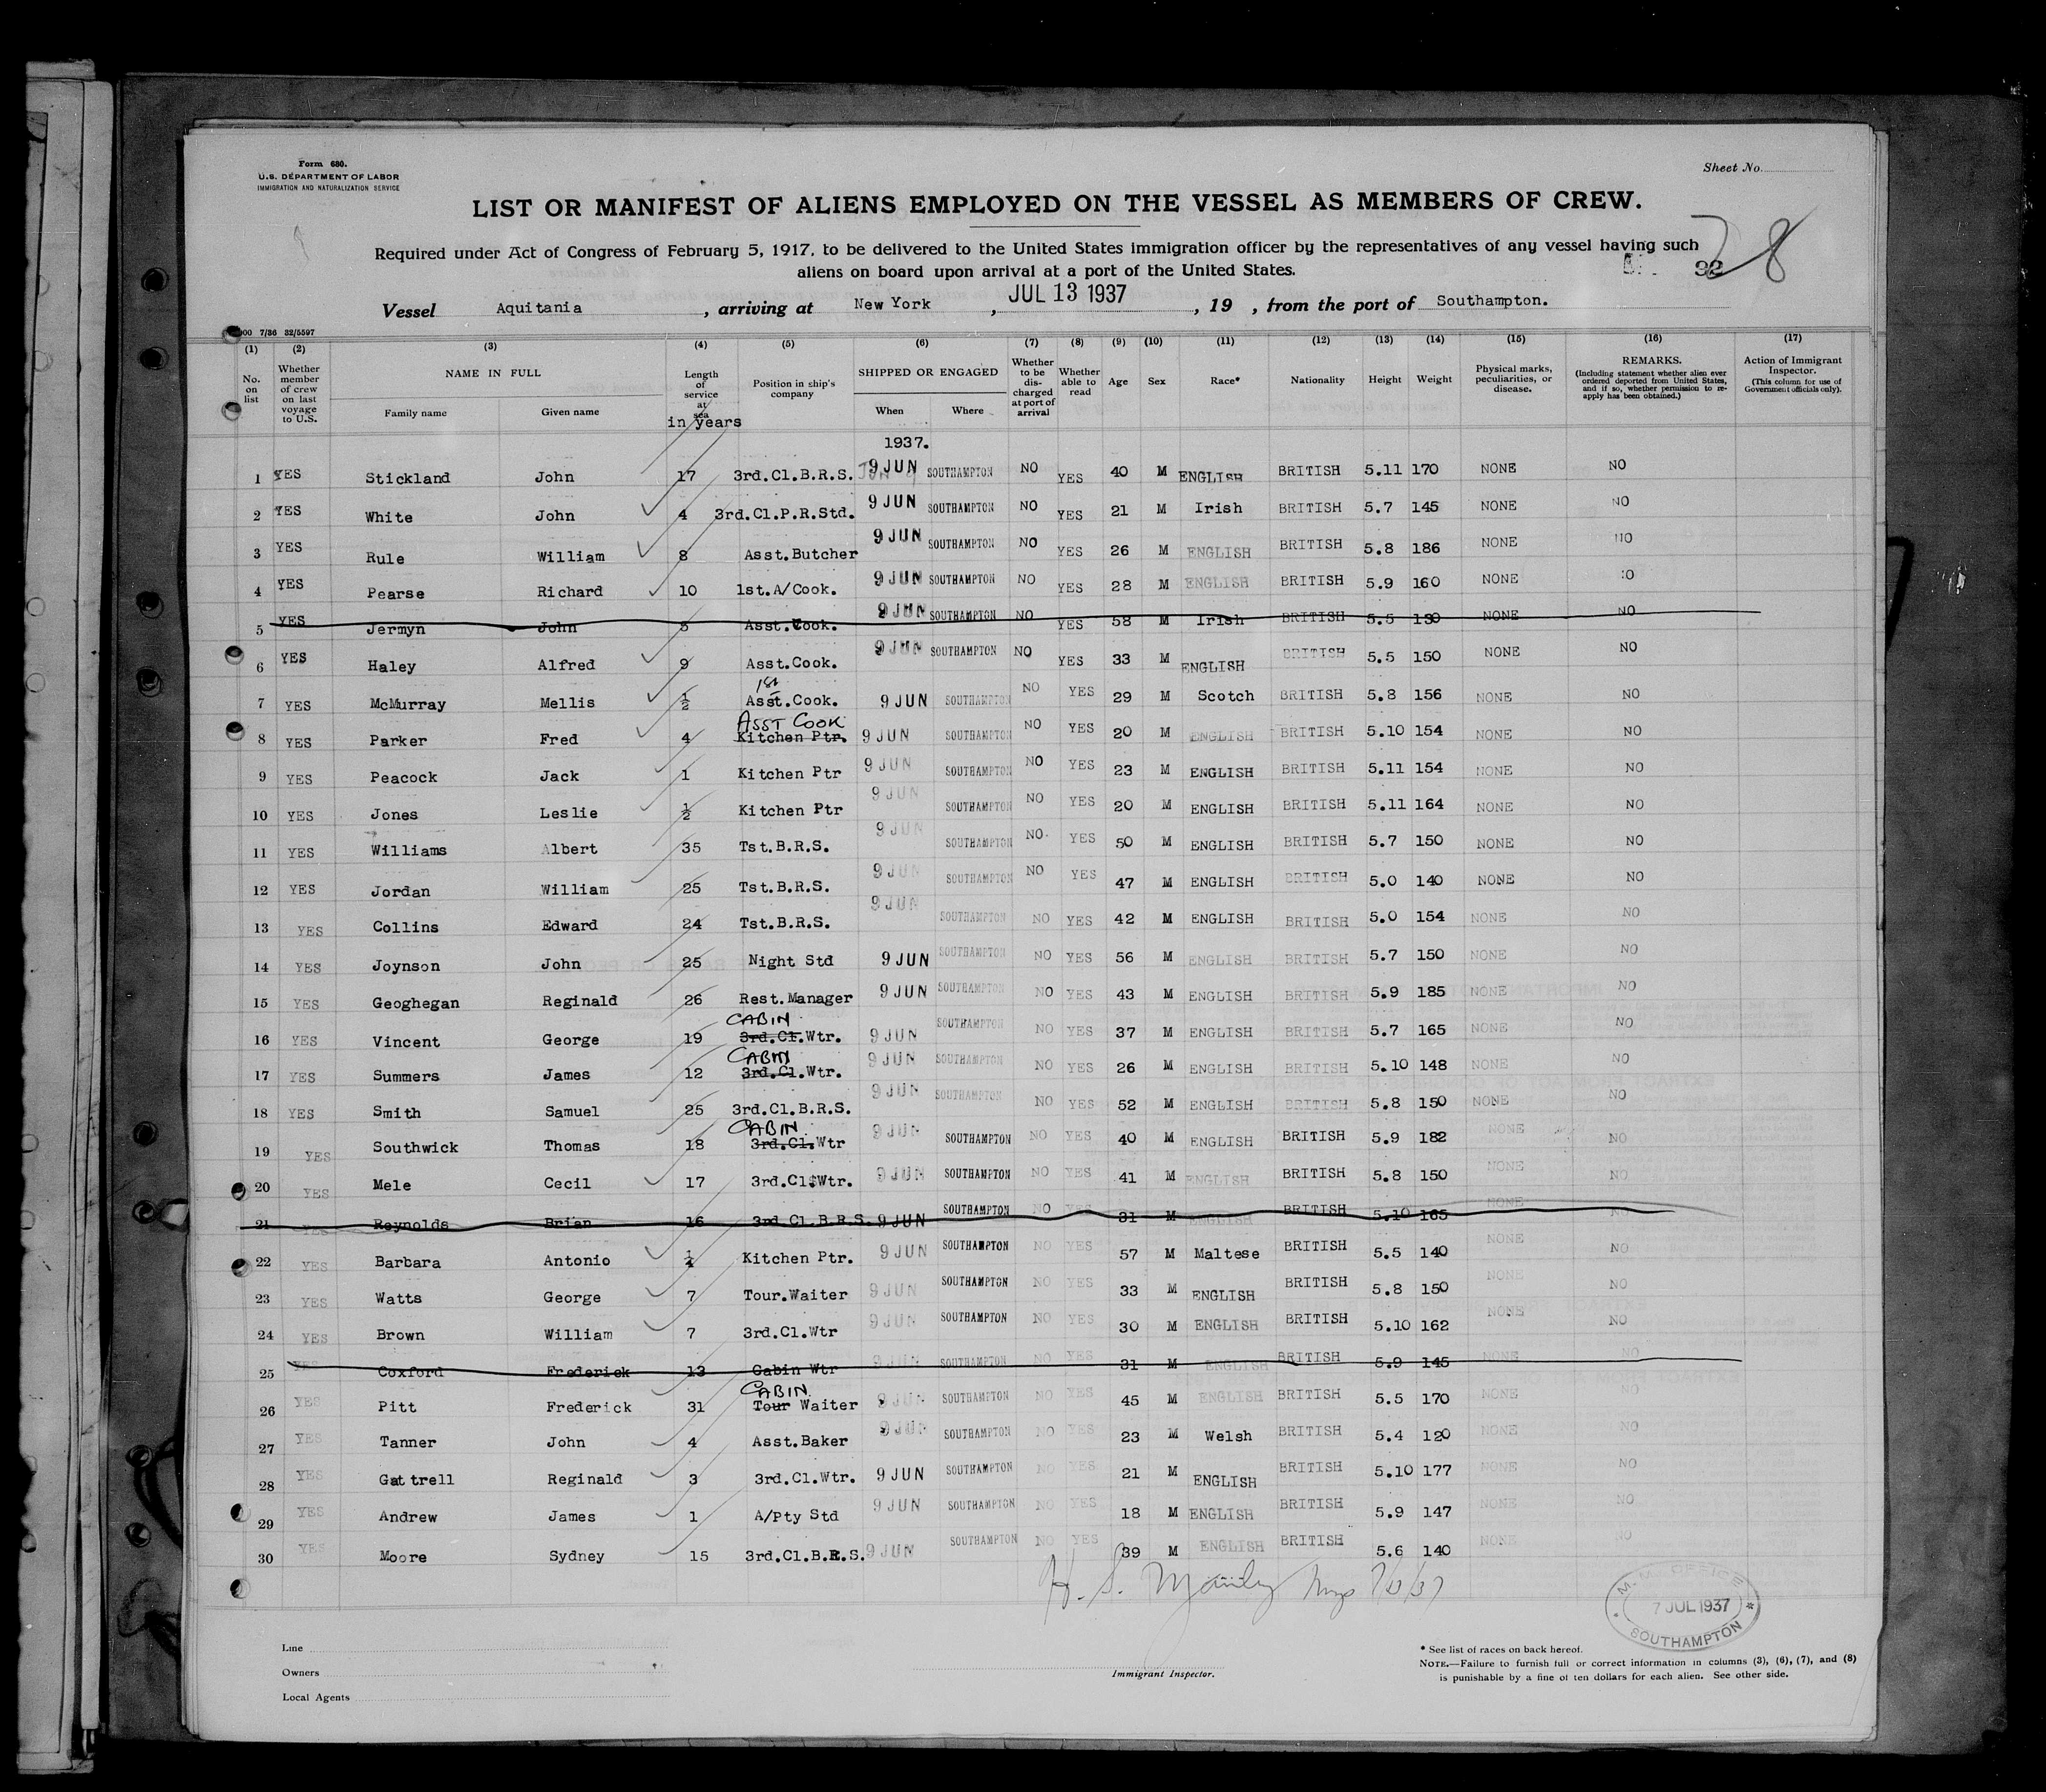 Form 680.
U.S. DEPARTMENT OF LABOR
IMMIGRATION AND NATURALIZATION SERVICE
Sheet No.
LIST OR MANIFEST OF ALIENS EMPLOYED ON THE VESSEL AS MEMBERS OF CREW.
Required under Act of Congress of February 5, 1917, to be delivered to the United States immigration officer by the representatives of any vessel having such
aliens on board upon arrival at a port of the United States.
92 8
Vessel Aquitania, arriving at New York, JUL 13 1937, 19 , from the port of Southampton.
00 7/36 32/5597
(1) (2) (3) (4) (5) (6) (7) (8) (9) (10) (11) (12) (13) (14) (15) (16) (17)
No. on list Whether member of crew on last voyage to U.S. NAME IN FULL Family name Given name Length of service at sea in years Position in ship's company SHIPPED OR ENGAGED When Where Whether to be discharged at port of arrival Whether able to read Age Sex Race* Nationality Height Weight Physical marks, peculiarities, or disease. REMARKS. (Including statement whether alien ever ordered deported from United States, and if so, whether permission to reapply has been obtained.) Action of Immigrant Inspector. (This column for use of Government officials only).
1937.
1 YES Stickland John 17 3rd.Cl.B.R.S. 9 JUN SOUTHAMPTON NO YES 40 M ENGLISH BRITISH 5.11 170 NONE NO
2 YES White John 4 3rd.Cl.P.R.Std. 9 JUN SOUTHAMPTON NO YES 21 M Irish BRITISH 5.7 145 NONE NO
3 YES Rule William 8 Asst.Butcher 9 JUN SOUTHAMPTON NO YES 26 M ENGLISH BRITISH 5.8 186 NONE NO
4 YES Pearse Richard 10 1st.A/Cook. 9 JUN SOUTHAMPTON NO YES 28 M ENGLISH BRITISH 5.9 160 NONE NO
5 YES Jermyn John 5 Asst.Cook. 9 JUN SOUTHAMPTON NO YES 58 M Irish BRITISH 5.5 130 NONE NO
6 YES Haley Alfred 9 Asst.Cook. 9 JUN SOUTHAMPTON NO YES 33 M ENGLISH BRITISH 5.5 150 NONE NO
7 YES McMurray Mellis ½ 1st Asst.Cook. 9 JUN SOUTHAMPTON NO YES 29 M Scotch BRITISH 5.8 156 NONE NO
8 YES Parker Fred 4 ASST COOK Kitchen Ptr. 9 JUN SOUTHAMPTON NO YES 20 M ENGLISH BRITISH 5.10 154 NONE NO
9 YES Peacock Jack 1 Kitchen Ptr 9 JUN SOUTHAMPTON NO YES 23 M ENGLISH BRITISH 5.11 154 NONE NO
10 YES Jones Leslie ½ Kitchen Ptr 9 JUN SOUTHAMPTON NO YES 20 M ENGLISH BRITISH 5.11 164 NONE NO
11 YES Williams Albert 35 Tst.B.R.S. 9 JUN SOUTHAMPTON NO. YES 50 M ENGLISH BRITISH 5.7 150 NONE NO
12 YES Jordan William 25 Tst.B.R.S. 9 JUN SOUTHAMPTON NO YES 47 M ENGLISH BRITISH 5.0 140 NONE NO
13 YES Collins Edward 24 Tst.B.R.S. 9 JUN SOUTHAMPTON NO YES 42 M ENGLISH BRITISH 5.0 154 NONE NO
14 YES Joynson John 25 Night Std 9 JUN SOUTHAMPTON NO YES 56 M ENGLISH BRITISH 5.7 150 NONE NO
15 YES Geoghegan Reginald 26 Rest.Manager 9 JUN SOUTHAMPTON NO YES 43 M ENGLISH BRITISH 5.9 185 NONE NO
16 YES Vincent George 19 CABIN 3rd.Cl.Wtr. 9 JUN SOUTHAMPTON NO YES 37 M ENGLISH BRITISH 5.7 165 NONE NO
17 YES Summers James 12 CABIN 3rd.Cl.Wtr. 9 JUN SOUTHAMPTON NO YES 26 M ENGLISH BRITISH 5.10 148 NONE NO
18 YES Smith Samuel 25 3rd.Cl.B.R.S. 9 JUN SOUTHAMPTON NO YES 52 M ENGLISH BRITISH 5.8 150 NONE NO
19 YES Southwick Thomas 18 CABIN 3rd.Cl.Wtr 9 JUN SOUTHAMPTON NO YES 40 M ENGLISH BRITISH 5.9 182 NONE NO
20 YES Mele Cecil 17 3rd.Cl.Wtr. 9 JUN SOUTHAMPTON NO YES 41 M ENGLISH BRITISH 5.8 150 NONE NO
21 YES Reynolds Brian 16 3rd Cl.B.R.S. 9 JUN SOUTHAMPTON NO YES 31 M ENGLISH BRITISH 5.10 165 NONE NO
22 YES Barbara Antonio ¼ Kitchen Ptr. 9 JUN SOUTHAMPTON NO YES 57 M Maltese BRITISH 5.5 140 NONE NO
23 YES Watts George 7 Tour.Waiter 9 JUN SOUTHAMPTON NO YES 33 M ENGLISH BRITISH 5.8 150 NONE NO
24 YES Brown William 7 3rd.Cl.Wtr 9 JUN SOUTHAMPTON NO YES 30 M ENGLISH BRITISH 5.10 162 NONE NO
25 YES Coxford Frederick 13 Cabin Wtr 9 JUN SOUTHAMPTON NO YES 31 M ENGLISH BRITISH 5.9 145 NONE NO
26 YES Pitt Frederick 31 CABIN Tour Waiter 9 JUN SOUTHAMPTON NO YES 45 M ENGLISH BRITISH 5.5 170 NONE NO
27 YES Tanner John 4 Asst.Baker 9 JUN SOUTHAMPTON NO YES 23 M Welsh BRITISH 5.4 120 NONE NO
28 YES Gattrell Reginald 3 3rd.Cl.Wtr. 9 JUN SOUTHAMPTON NO YES 21 M ENGLISH BRITISH 5.10 177 NONE NO
29 YES Andrew James 1 A/Pty Std 9 JUN SOUTHAMPTON NO YES 18 M ENGLISH BRITISH 5.9 147 NONE NO
30 YES Moore Sydney 15 3rd.Cl.B.R.S. 9 JUN SOUTHAMPTON NO YES 39 M ENGLISH BRITISH 5.6 140 NONE NO
H. S.
M.M. OFFICE
7 JUL 1937
SOUTHAMPTON
Line
Owners
Local Agents
Immigrant Inspector.
* See list of races on back hereof.
NOTE.—Failure to furnish full or correct information in columns (3), (6), (7), and (8)
is punishable by a fine of ten dollars for each alien. See other side.